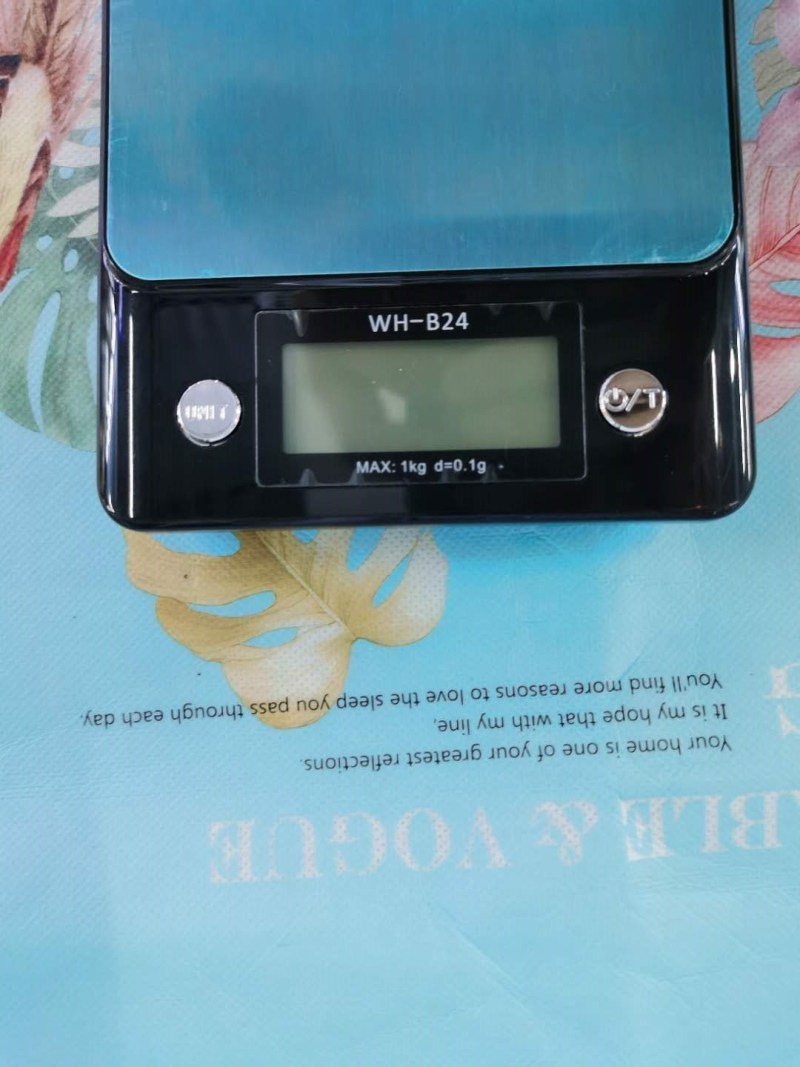 WH-B24
UNIT
⏻/T
MAX: 1kg d=0.1g
Your home is one of your greatest reflections.
It is my hope that with my line,
You'll find more reasons to love the sleep you pass through each day.
ABLE & VOGUE